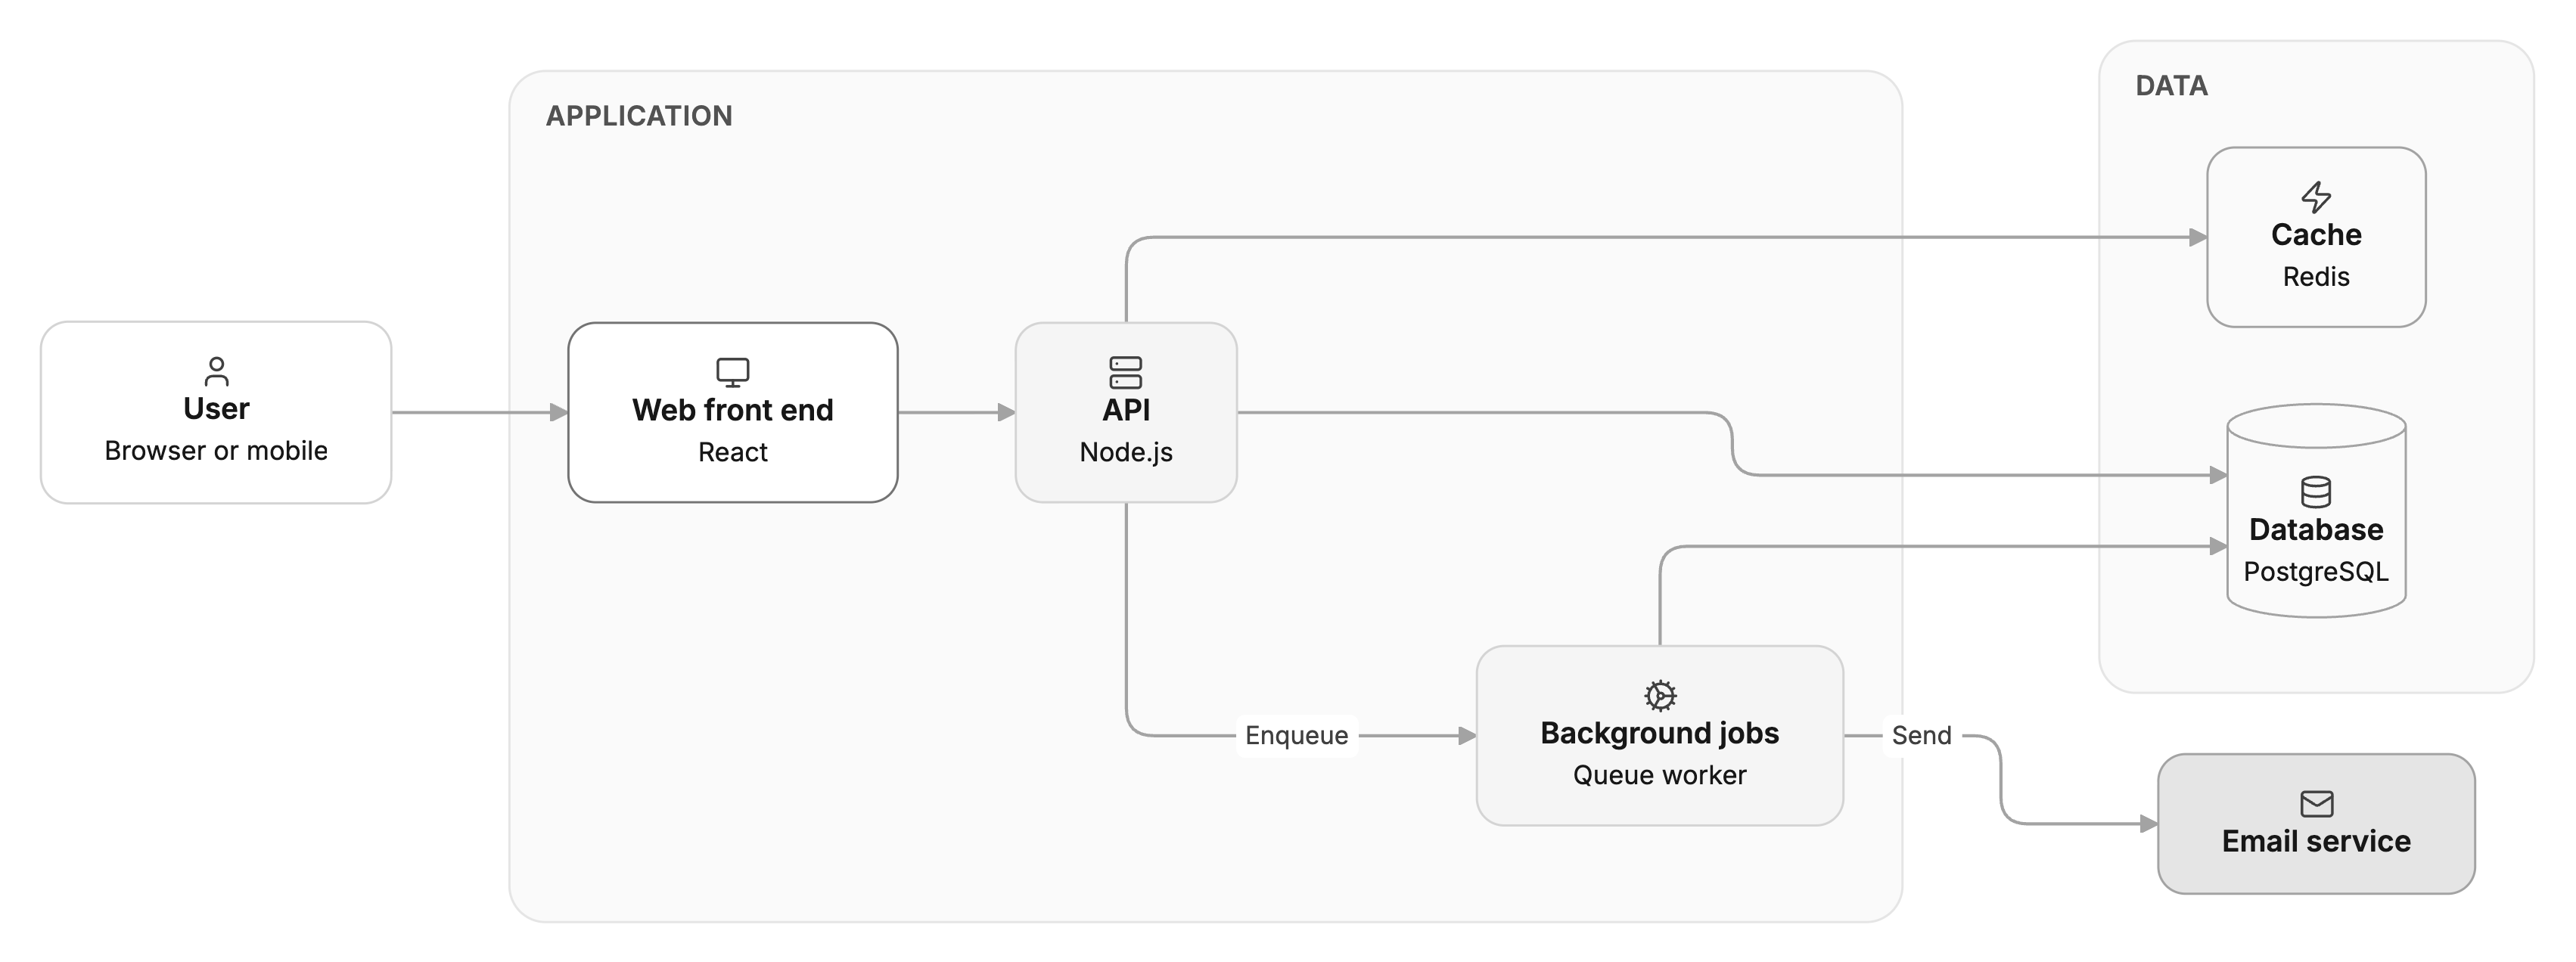 APPLICATION
DATA
User
Browser or mobile
Web front end
React
API
Node.js
Cache
Redis
Database
PostgreSQL
Enqueue
Background jobs
Queue worker
Send
Email service